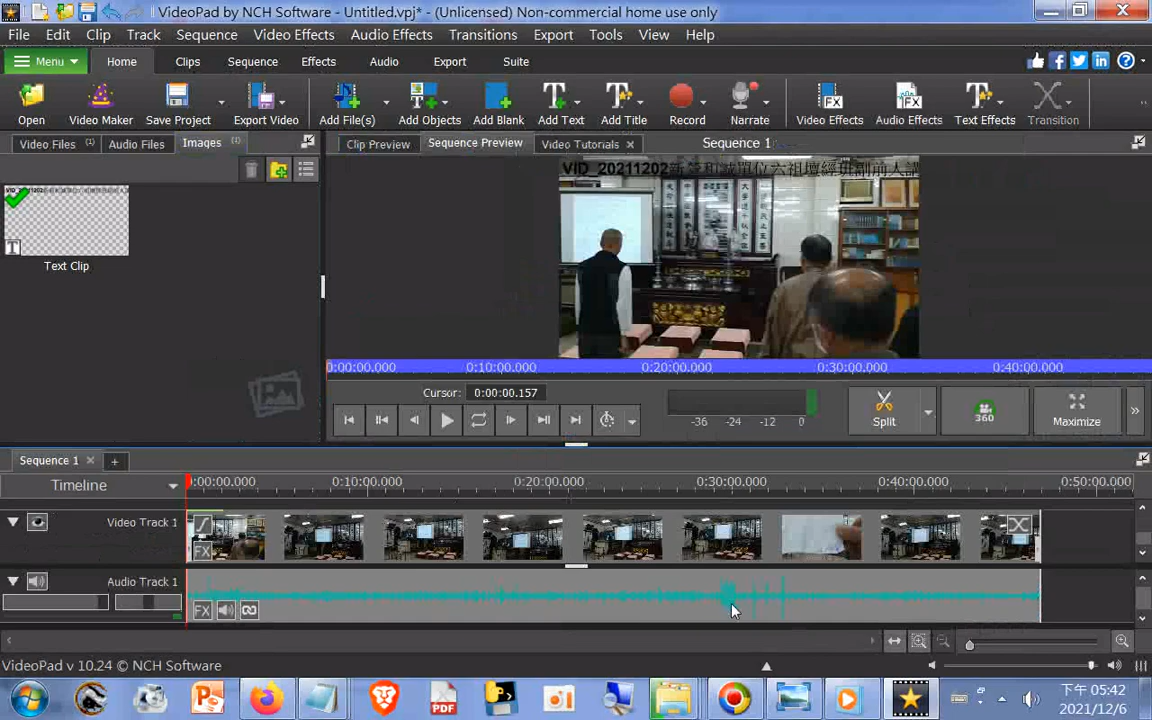 VideoPad by NCH Software - Untitled.vpj* - (Unlicensed) Non-commercial home use only
File Edit Clip Track Sequence Video Effects Audio Effects Transitions Export Tools View Help
Menu Home Clips Sequence Effects Audio Export Suite
Open Video Maker Save Project Export Video Add File(s) Add Objects Add Blank Add Text Add Title Record Narrate Video Effects Audio Effects Text Effects Transition
Video Files (1) Audio Files Images (1) Clip Preview Sequence Preview Video Tutorials Sequence 1
Text Clip
0:00:00.000 0:10:00.000 0:20:00.000 0:30:00.000 0:40:00.000
Cursor: 0:00:00.157
-36 -24 -12 0
Split 360 Maximize
Sequence 1
Timeline 0:00:00.000 0:10:00.000 0:20:00.000 0:30:00.000 0:40:00.000 0:50:00.000
Video Track 1
FX
Audio Track 1
FX
VideoPad v 10.24 © NCH Software
下午 05:42
2021/12/6